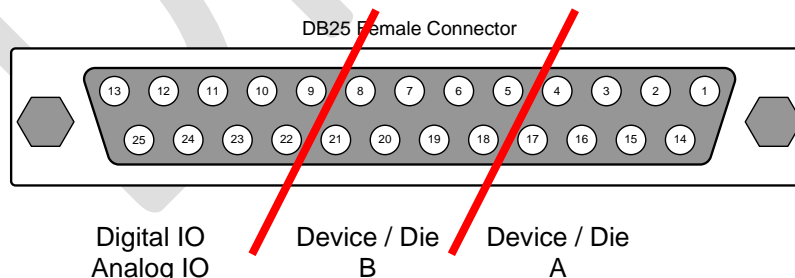 DB25 Female Connector
13 12 11 10 9 8 7 6 5 4 3 2 1
25 24 23 22 21 20 19 18 17 16 15 14
Digital IO Device / Die Device / Die
Analog IO B A